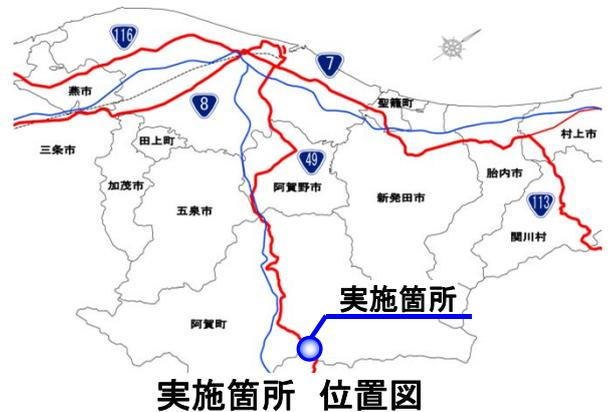 116
7
燕市
8
聖籠町
三条市
田上町
村上市
49
加茂市
阿賀野市
胎内市
新発田市
五泉市
113
関川村
実施箇所
阿賀町
実施箇所 位置図